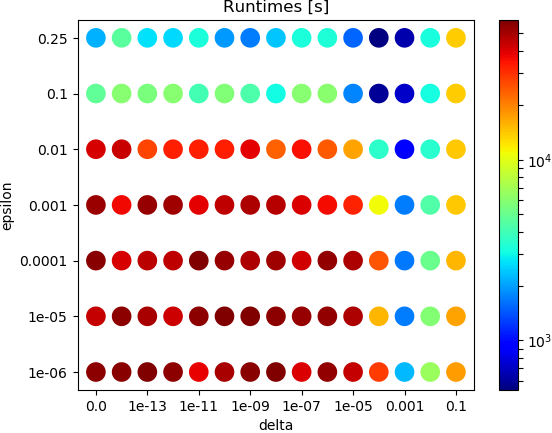 Runtimes [s]
epsilon
0.25
0.1
0.01
0.001
0.0001
1e-05
1e-06
0.0 1e-13 1e-11 1e-09 1e-07 1e-05 0.001 0.1
delta
10^4
10^3